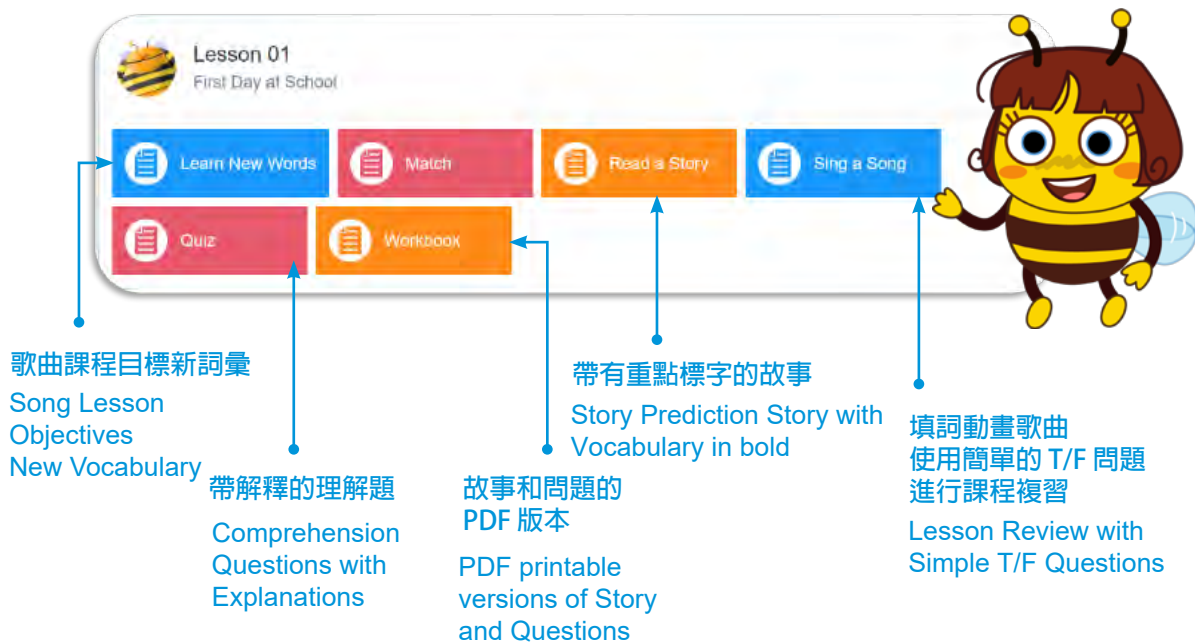 Lesson 01
First Day at School
Learn New Words
Match
Read a Story
Sing a Song
Quiz
Workbook
歌曲課程目標新詞彙
Song Lesson
Objectives
New Vocabulary
帶解釋的理解題
Comprehension
Questions with
Explanations
故事和問題的
PDF 版本
PDF printable
versions of Story
and Questions
帶有重點標字的故事
Story Prediction Story with
Vocabulary in bold
填詞動畫歌曲
使用簡單的 T/F 問題
進行課程複習
Lesson Review with
Simple T/F Questions